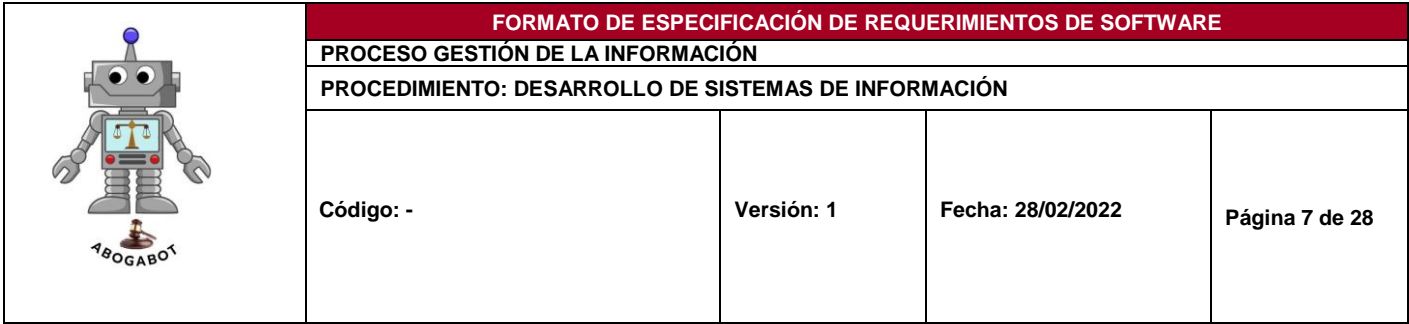 FORMATO DE ESPECIFICACIÓN DE REQUERIMIENTOS DE SOFTWARE
PROCESO GESTIÓN DE LA INFORMACIÓN
PROCEDIMIENTO: DESARROLLO DE SISTEMAS DE INFORMACIÓN
Código: -
Versión: 1
Fecha: 28/02/2022
Página 7 de 28
ABOGABOT